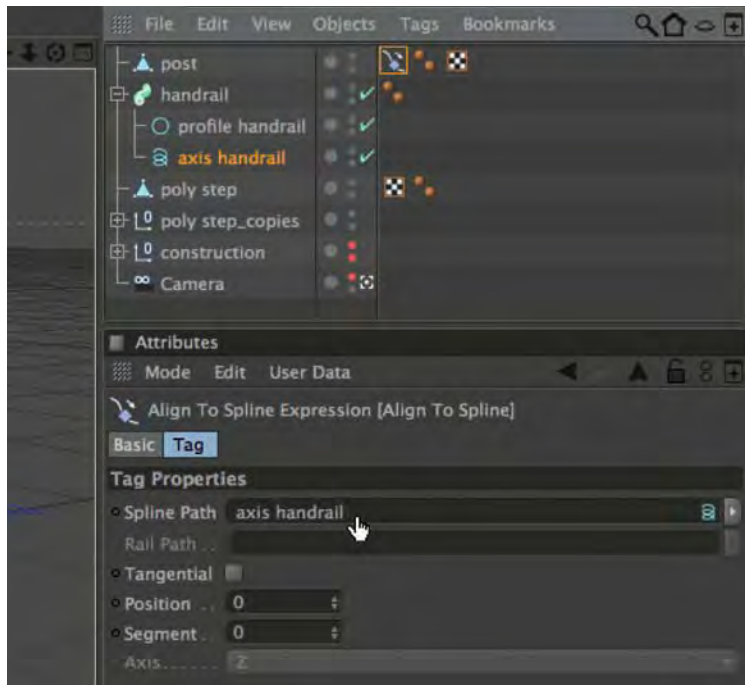 File Edit View Objects Tags Bookmarks
post
handrail
profile handrail
axis handrail
poly step
poly step_copies
construction
Camera
Attributes
Mode Edit User Data
Align To Spline Expression [Align To Spline]
Basic Tag
Tag Properties
Spline Path axis handrail
Rail Path ..
Tangential
Position .. 0
Segment .. 0
Axis...... Z